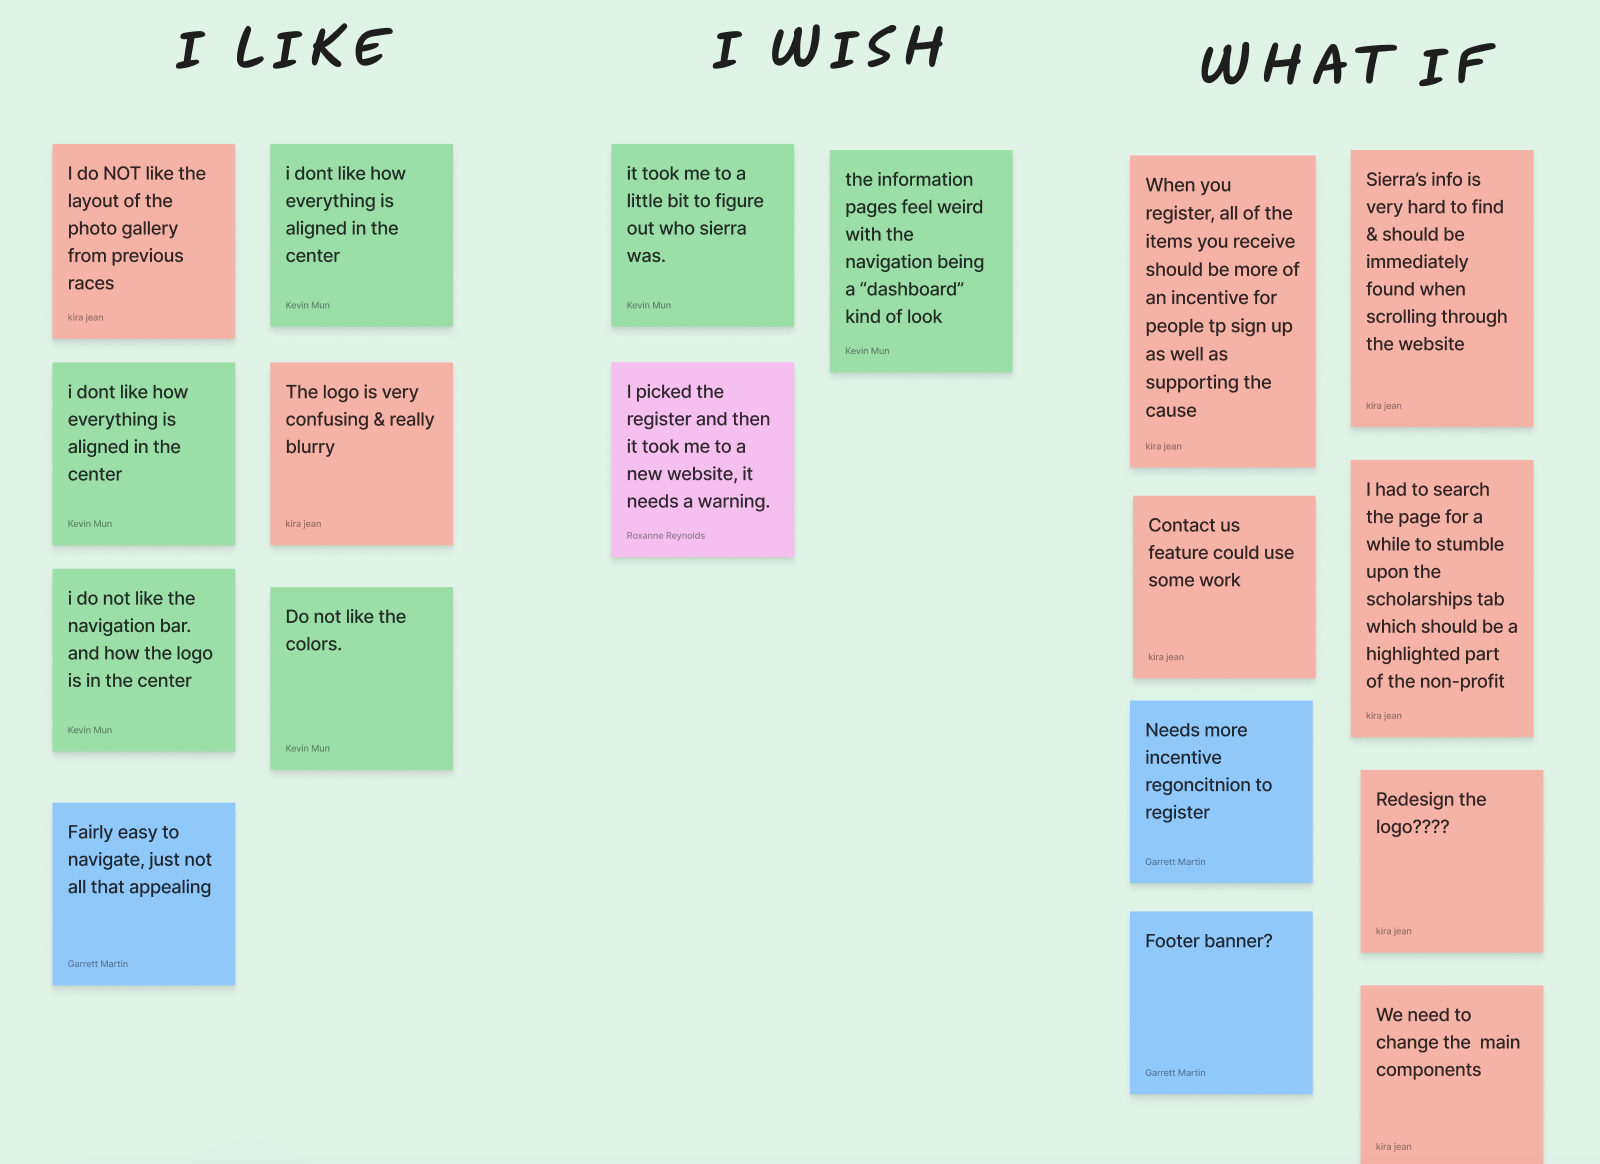 I LIKE
I do NOT like the
layout of the
photo gallery
from previous
races
kira jean
i dont like how
everything is
aligned in the
center
Kevin Mun
i dont like how
everything is
aligned in the
center
Kevin Mun
The logo is very
confusing & really
blurry
kira jean
i do not like the
navigation bar.
and how the logo
is in the center
Kevin Mun
Do not like the
colors.
Kevin Mun
Fairly easy to
navigate, just not
all that appealing
Garrett Martin
I WISH
it took me to a
little bit to figure
out who sierra
was.
Kevin Mun
the information
pages feel weird
with the
navigation being
a “dashboard”
kind of look
Kevin Mun
I picked the
register and then
it took me to a
new website, it
needs a warning.
Roxanne Reynolds
WHAT IF
When you
register, all of the
items you receive
should be more of
an incentive for
people tp sign up
as well as
supporting the
cause
kira jean
Sierra’s info is
very hard to find
& should be
immediately
found when
scrolling through
the website
kira jean
Contact us
feature could use
some work
kira jean
I had to search
the page for a
while to stumble
upon the
scholarships tab
which should be a
highlighted part
of the non-profit
kira jean
Needs more
incentive
regoncitnion to
register
Garrett Martin
Redesign the
logo????
kira jean
Footer banner?
Garrett Martin
We need to
change the  main
components
kira jean